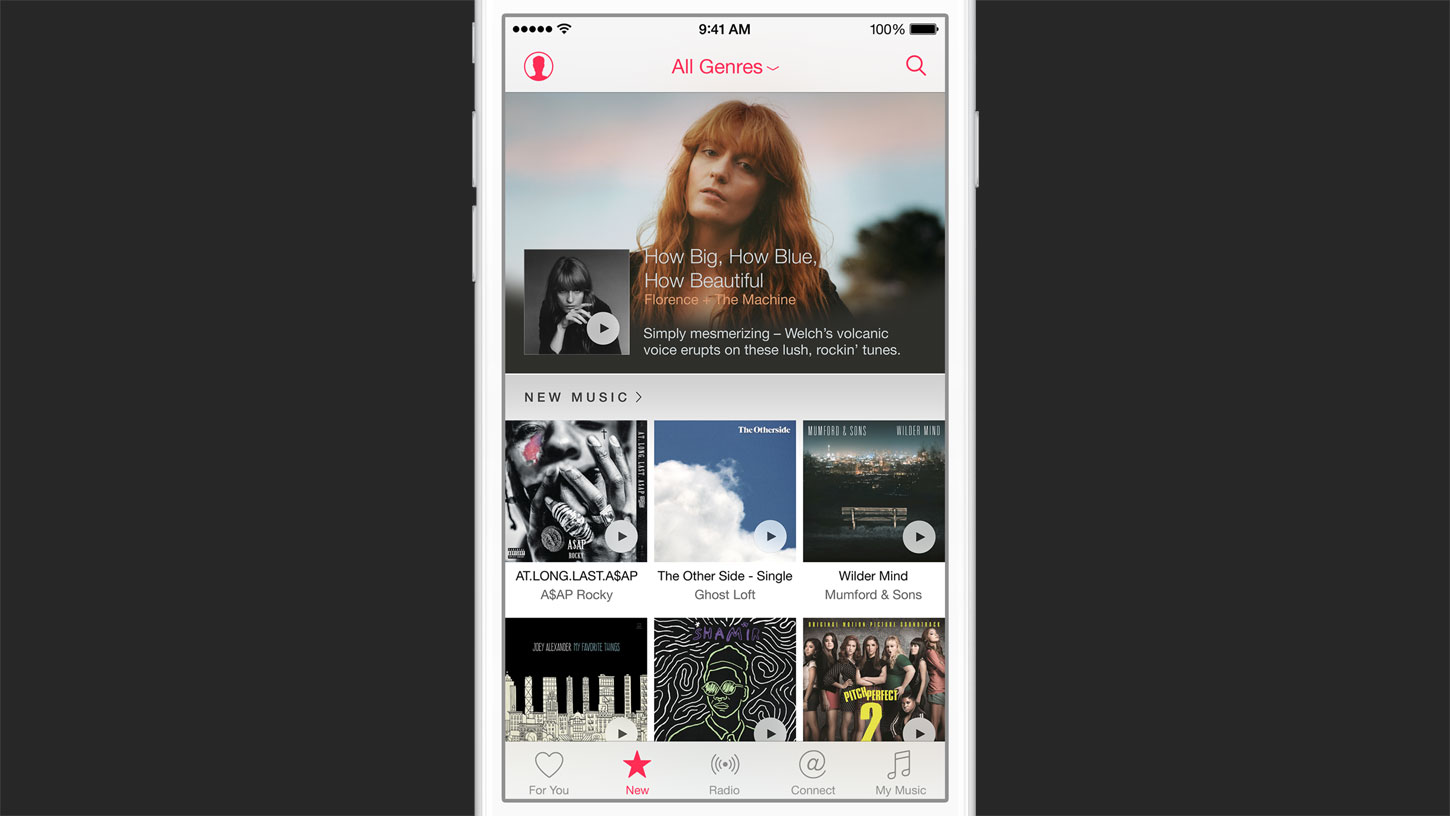 9:41 AM
100%
All Genres
How Big, How Blue,
How Beautiful
Florence + The Machine
Simply mesmerizing – Welch's volcanic
voice erupts on these lush, rockin' tunes.
NEW MUSIC
AT. LONG. LAST. A$AP
A$AP
ROCKY
The Otherside
MUMFORD & SONS WILDER MIND
AT.LONG.LAST.A$AP
A$AP Rocky
The Other Side - Single
Ghost Loft
Wilder Mind
Mumford & Sons
JOEY ALEXANDER MY FAVORITE THINGS
SHAMIR
ORIGINAL MOTION PICTURE SOUNDTRACK
PITCH PERFECT
2
For You
New
Radio
@
Connect
My Music